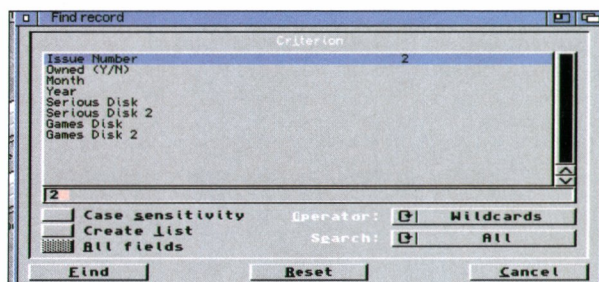 Find record
Criterion
Issue Number 2
Owned (Y/N)
Month
Year
Serious Disk
Serious Disk 2
Games Disk
Games Disk 2
2
Case sensitivity Operator: Wildcards
Create list Search: All
All fields
Find Reset Cancel